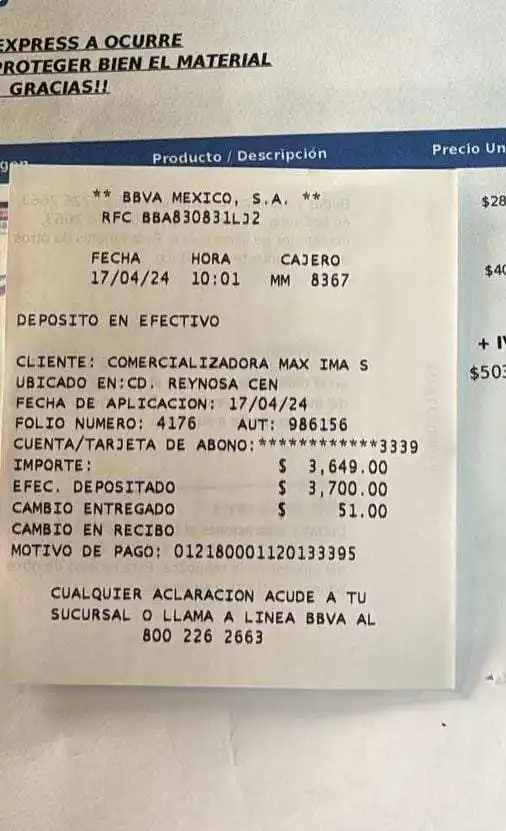 EXPRESS A OCURRE
PROTEGER BIEN EL MATERIAL
GRACIAS!!
Producto / Descripción
Precio Un
$28
** BBVA MEXICO, S.A. **
RFC BBA830831LJ2
$40
FECHA HORA CAJERO
17/04/24 10:01 MM 8367
DEPOSITO EN EFECTIVO
+ I
$503
CLIENTE: COMERCIALIZADORA MAX IMA S
UBICADO EN:CD. REYNOSA CEN
FECHA DE APLICACION: 17/04/24
FOLIO NUMERO: 4176 AUT: 986156
CUENTA/TARJETA DE ABONO:************3339
IMPORTE: $ 3,649.00
EFEC. DEPOSITADO $ 3,700.00
CAMBIO ENTREGADO $ 51.00
CAMBIO EN RECIBO
MOTIVO DE PAGO: 012180001120133395
CUALQUIER ACLARACION ACUDE A TU
SUCURSAL O LLAMA A LINEA BBVA AL
800 226 2663